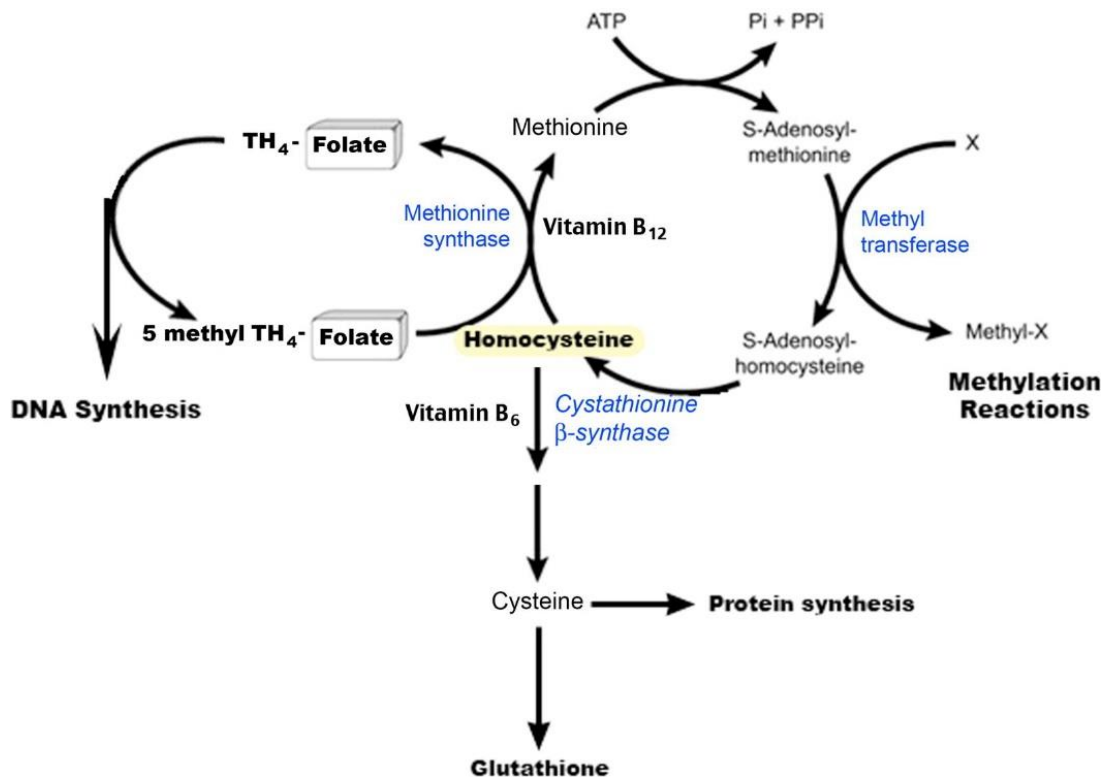 ATP
Pi + PPi
Methionine
S-Adenosyl-
methionine
X
TH4- Folate
Methionine
synthase
Vitamin B12
Methyl
transferase
5 methyl TH4- Folate
Homocysteine
S-Adenosyl-
homocysteine
Methyl-X
Methylation
Reactions
DNA Synthesis
Vitamin B6
Cystathionine
β-synthase
Cysteine
Protein synthesis
Glutathione